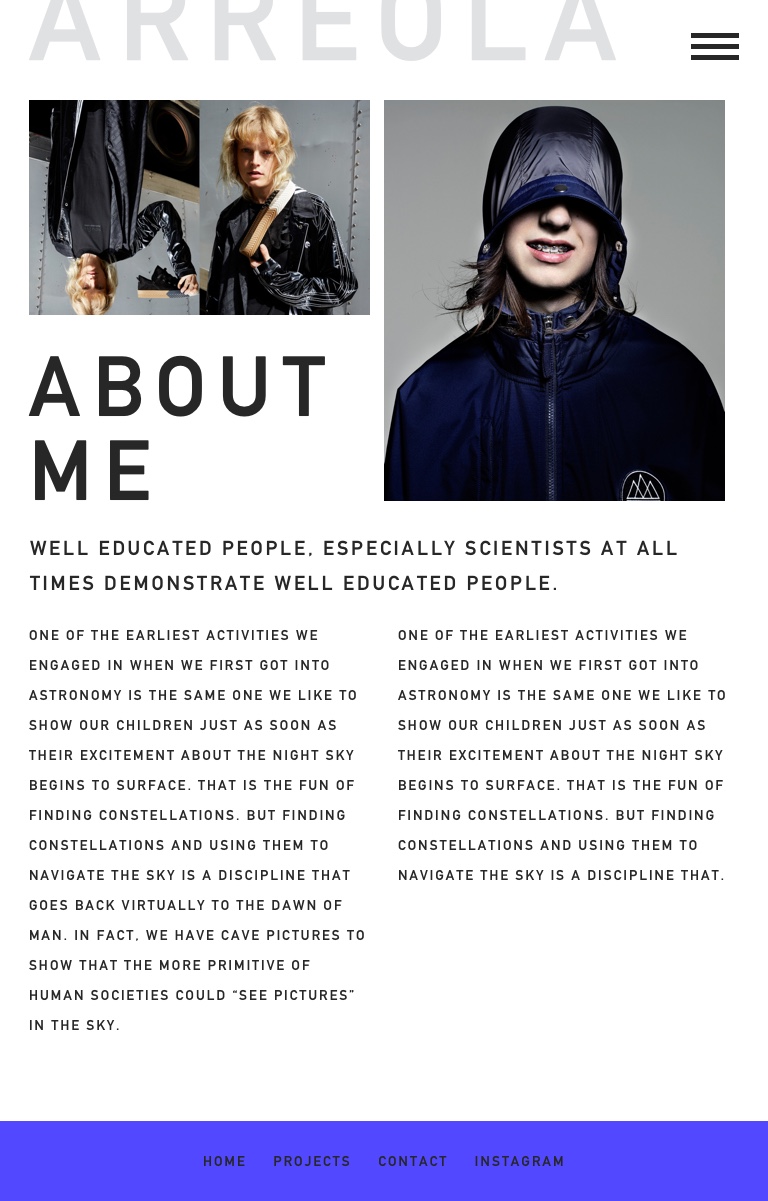 ARREOLA
ABOUT
ME
WELL EDUCATED PEOPLE, ESPECIALLY SCIENTISTS AT ALL
TIMES DEMONSTRATE WELL EDUCATED PEOPLE.
ONE OF THE EARLIEST ACTIVITIES WE
ENGAGED IN WHEN WE FIRST GOT INTO
ASTRONOMY IS THE SAME ONE WE LIKE TO
SHOW OUR CHILDREN JUST AS SOON AS
THEIR EXCITEMENT ABOUT THE NIGHT SKY
BEGINS TO SURFACE. THAT IS THE FUN OF
FINDING CONSTELLATIONS. BUT FINDING
CONSTELLATIONS AND USING THEM TO
NAVIGATE THE SKY IS A DISCIPLINE THAT
GOES BACK VIRTUALLY TO THE DAWN OF
MAN. IN FACT, WE HAVE CAVE PICTURES TO
SHOW THAT THE MORE PRIMITIVE OF
HUMAN SOCIETIES COULD “SEE PICTURES”
IN THE SKY.
ONE OF THE EARLIEST ACTIVITIES WE
ENGAGED IN WHEN WE FIRST GOT INTO
ASTRONOMY IS THE SAME ONE WE LIKE TO
SHOW OUR CHILDREN JUST AS SOON AS
THEIR EXCITEMENT ABOUT THE NIGHT SKY
BEGINS TO SURFACE. THAT IS THE FUN OF
FINDING CONSTELLATIONS. BUT FINDING
CONSTELLATIONS AND USING THEM TO
NAVIGATE THE SKY IS A DISCIPLINE THAT.
HOME PROJECTS CONTACT INSTAGRAM